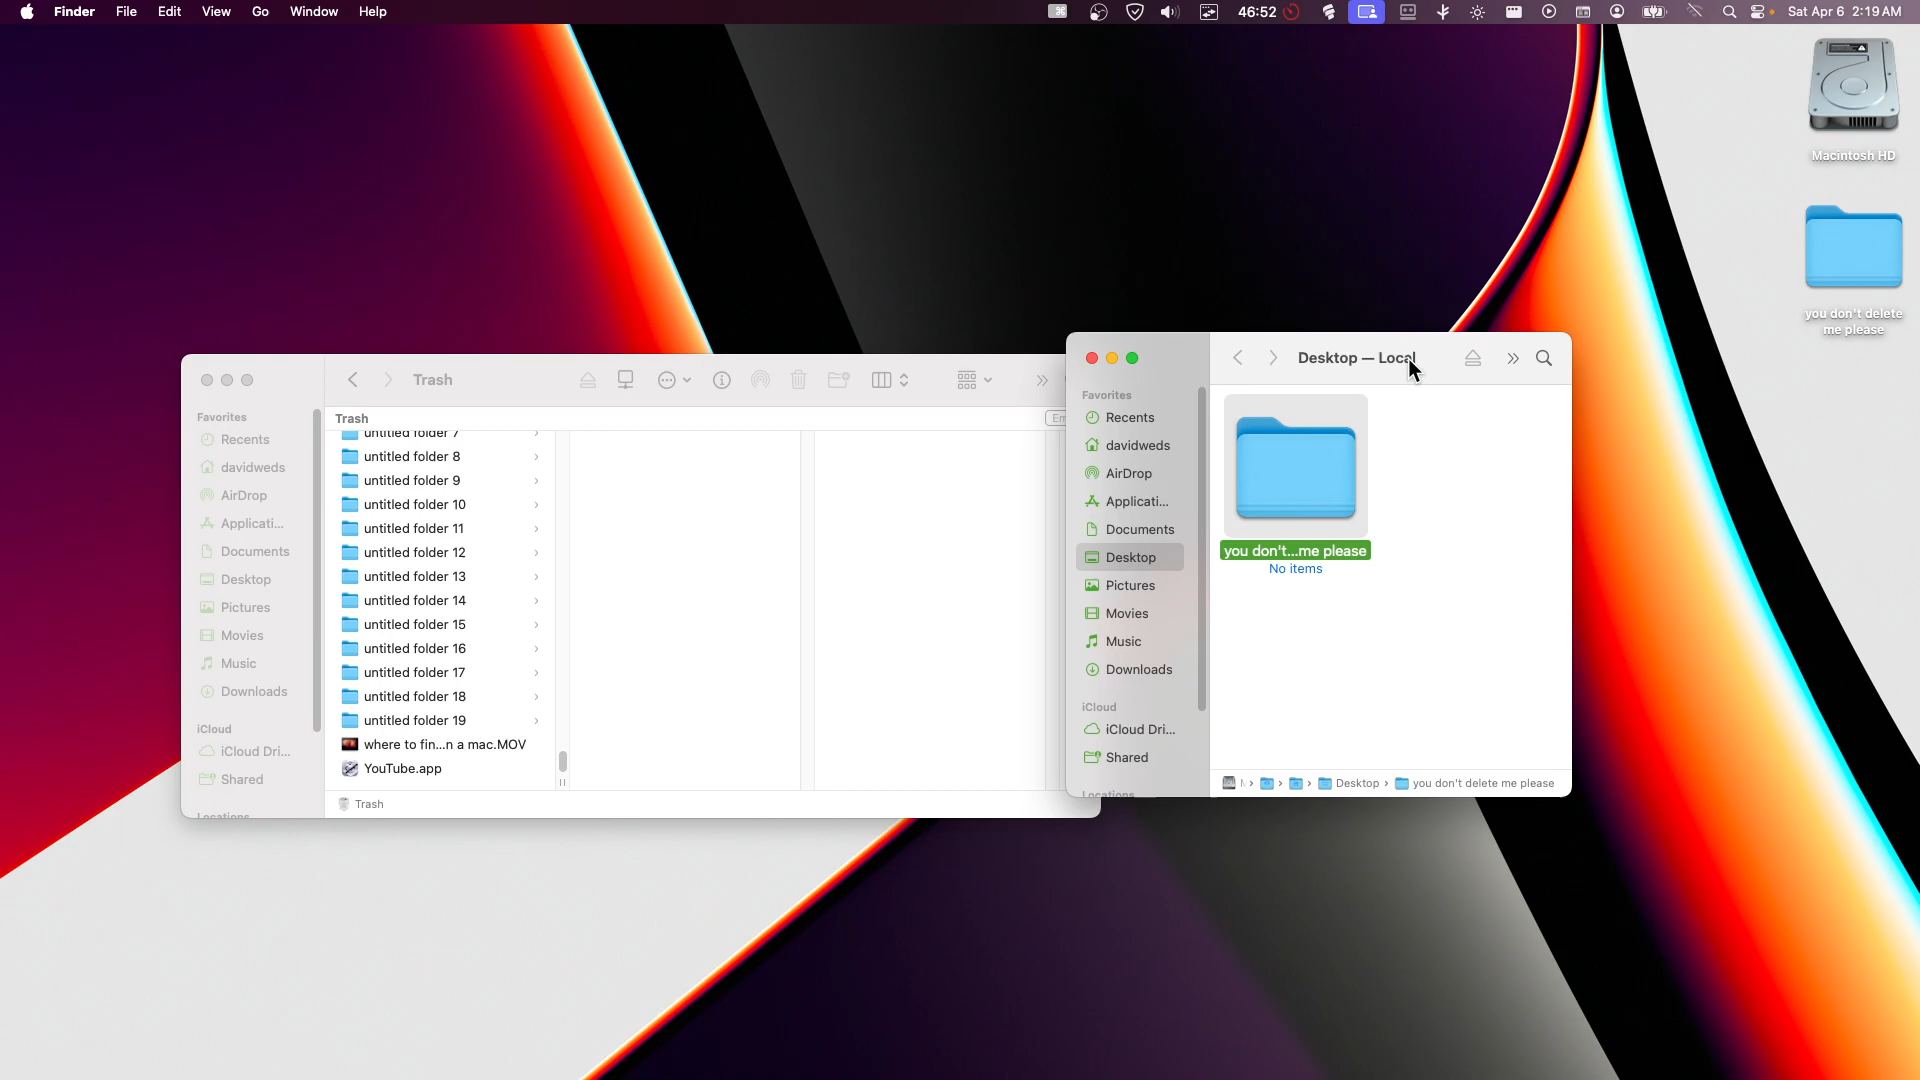 Finder File Edit View Go Window Help
46:52
Sat Apr 6 2:19 AM
Macintosh HD
you don't delete
me please
Trash
Favorites
Recents
davidweds
AirDrop
Applicati...
Documents
Desktop
Pictures
Movies
Music
Downloads
iCloud
iCloud Dri...
Shared
Locations
Trash
untitled folder 7
untitled folder 8
untitled folder 9
untitled folder 10
untitled folder 11
untitled folder 12
untitled folder 13
untitled folder 14
untitled folder 15
untitled folder 16
untitled folder 17
untitled folder 18
untitled folder 19
where to fin...n a mac.MOV
YouTube.app
Trash
Desktop — Local
Favorites
Recents
davidweds
AirDrop
Applicati...
Documents
Desktop
Pictures
Movies
Music
Downloads
iCloud
iCloud Dri...
Shared
Locations
you don't...me please
No items
Desktop › you don't delete me please